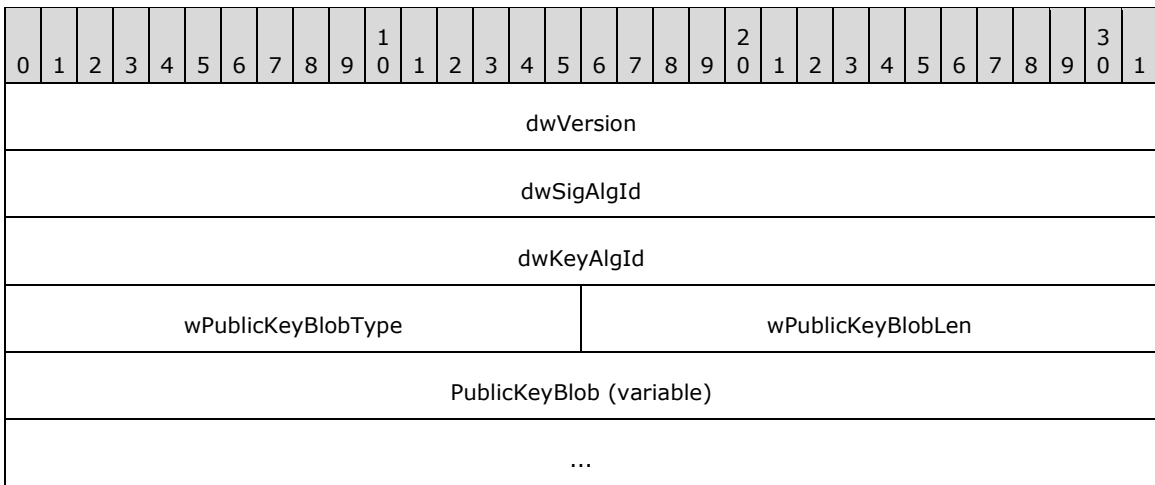 1 2 3
0 1 2 3 4 5 6 7 8 9 0 1 2 3 4 5 6 7 8 9 0 1 2 3 4 5 6 7 8 9 0 1
dwVersion
dwSigAlgId
dwKeyAlgId
wPublicKeyBlobType wPublicKeyBlobLen
PublicKeyBlob (variable)
...